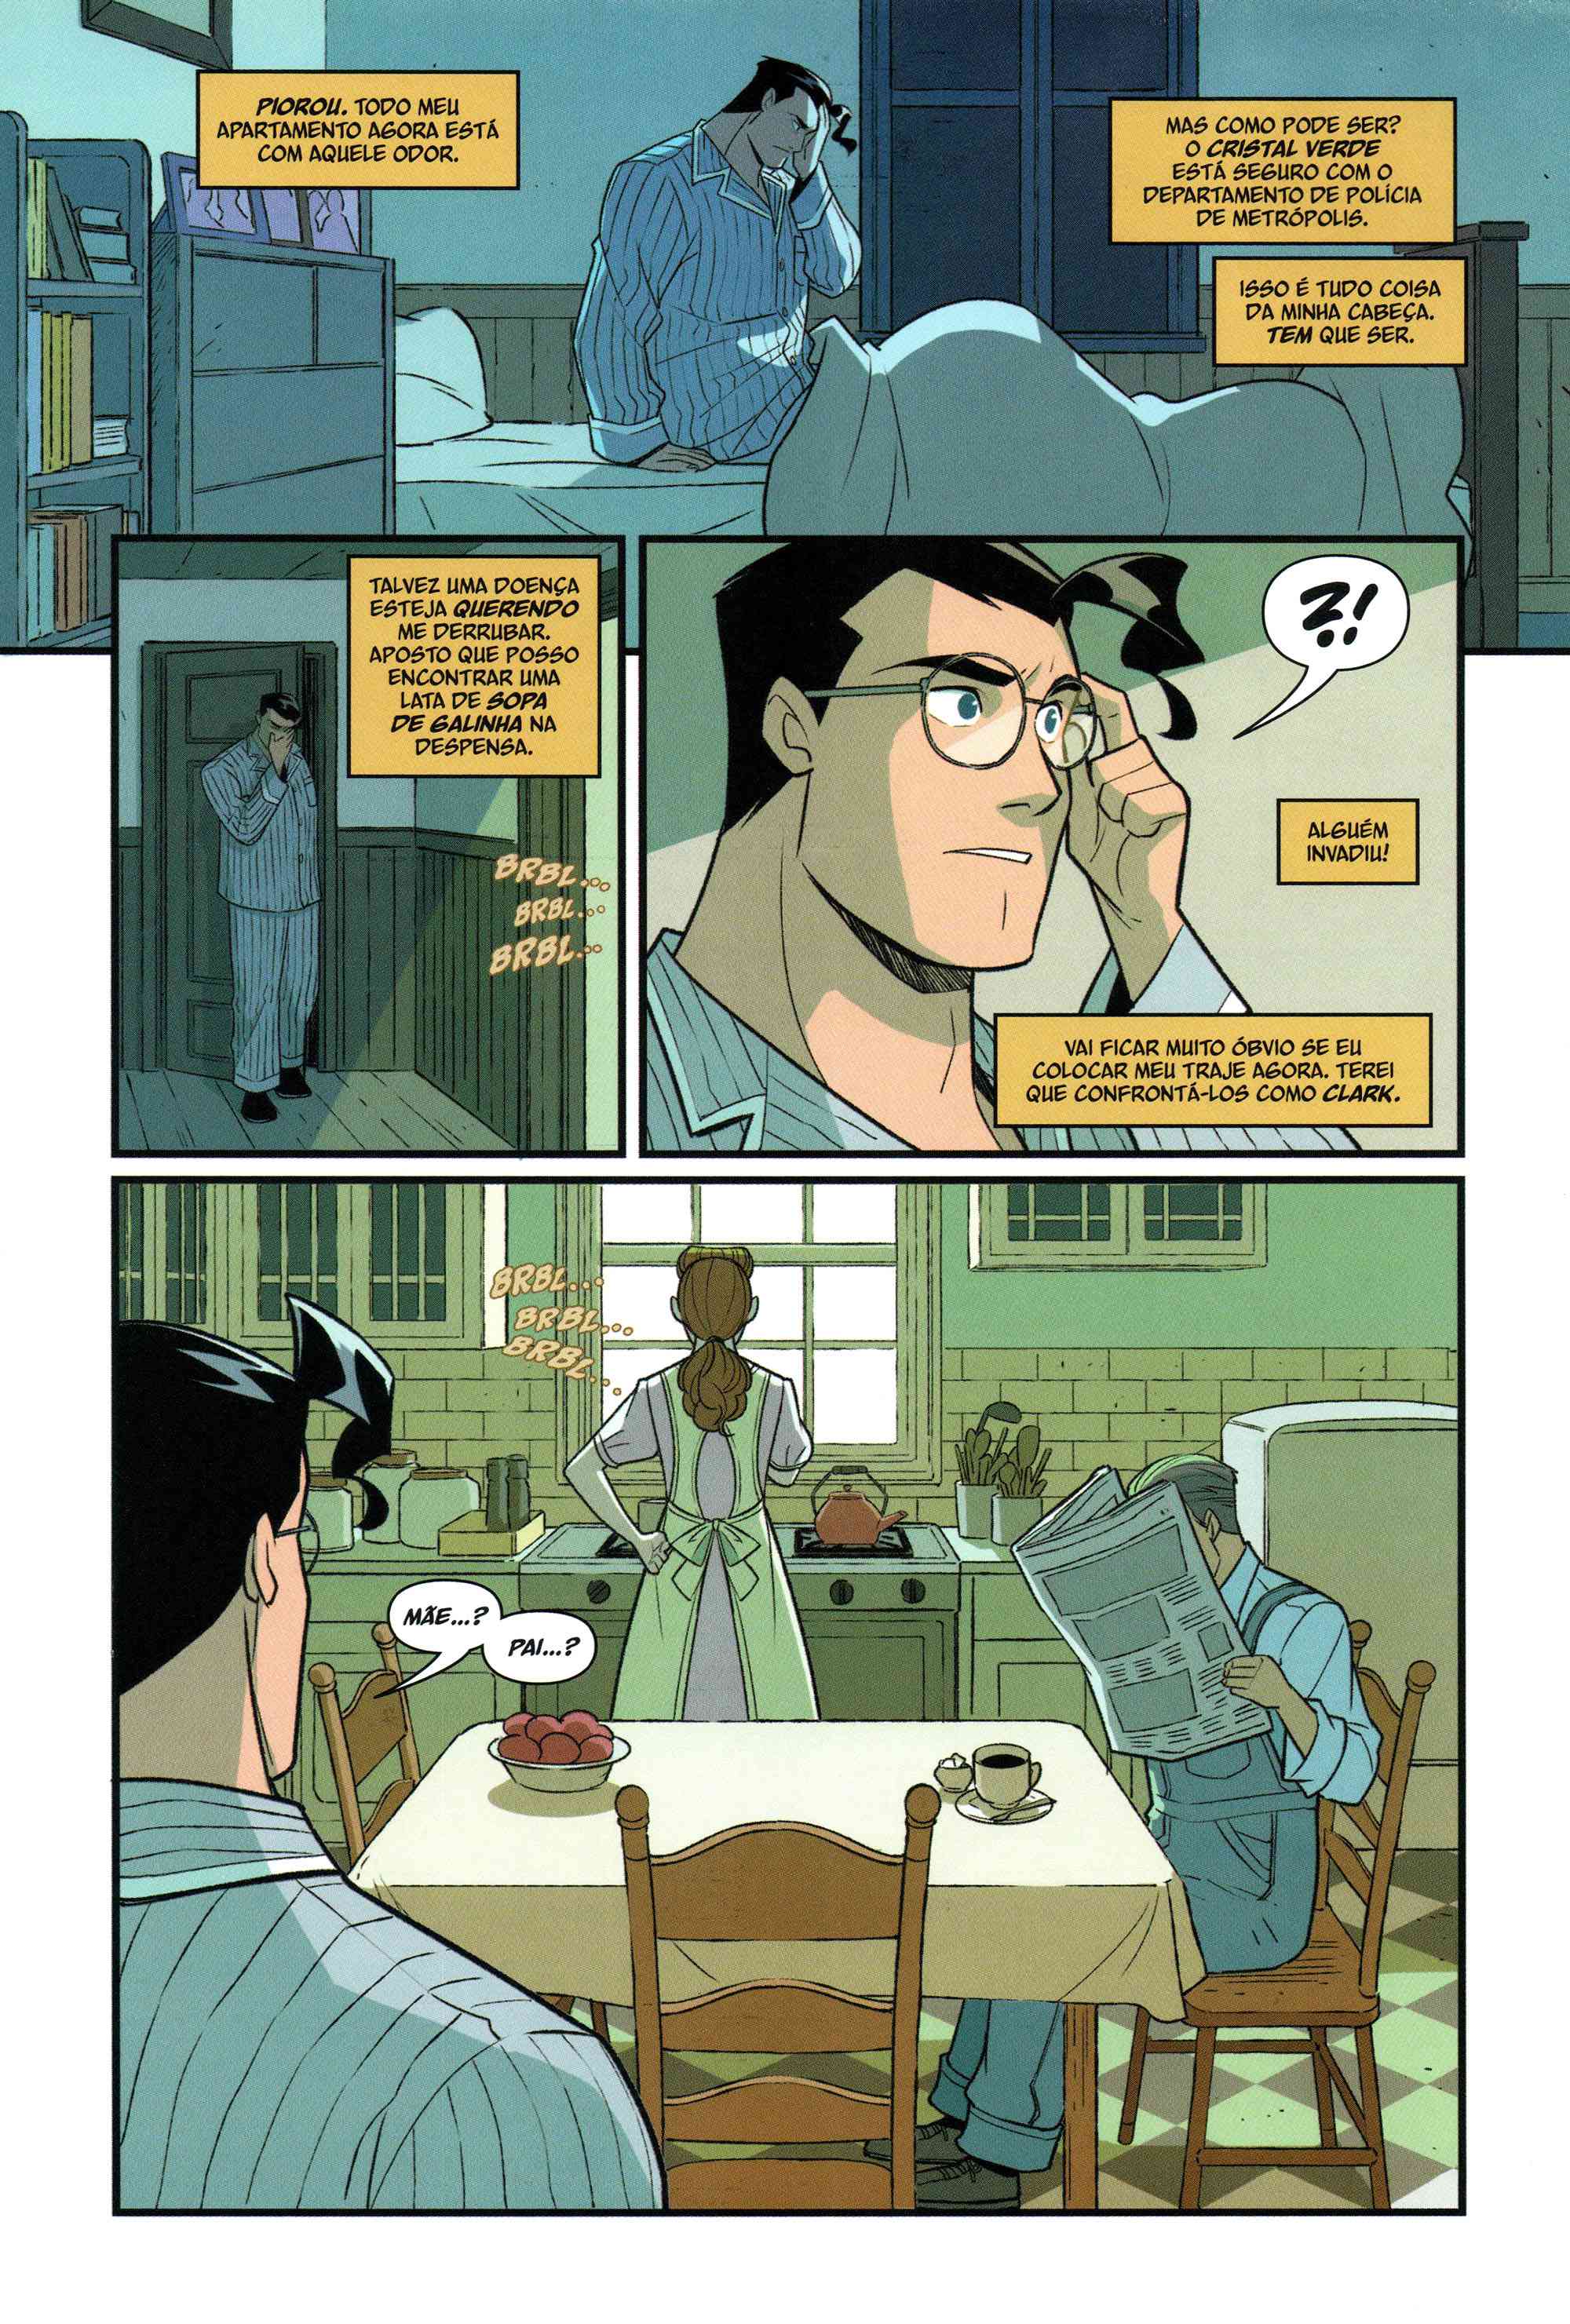 PIOROU. TODO MEU
APARTAMENTO AGORA ESTÁ
COM AQUELE ODOR.
MAS COMO PODE SER?
O CRISTAL VERDE
ESTÁ SEGURO COM O
DEPARTAMENTO DE POLÍCIA
DE METRÓPOLIS.
ISSO É TUDO COISA
DA MINHA CABEÇA.
TEM QUE SER.
TALVEZ UMA DOENÇA
ESTEJA QUERENDO
ME DERRUBAR.
APOSTO QUE POSSO
ENCONTRAR UMA
LATA DE SOPA
DE GALINHA NA
DESPENSA.
BRBL...
BRBL...
BRBL...
?!
ALGUÉM
INVADIU!
VAI FICAR MUITO ÓBVIO SE EU
COLOCAR MEU TRAJE AGORA. TEREI
QUE CONFRONTÁ-LOS COMO CLARK.
BRBL...
BRBL...
BRBL...
MÃE...?
PAI...?